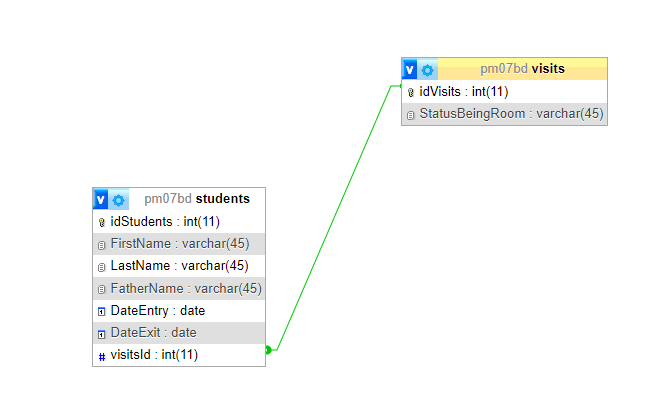 v pm07bd visits
idVisits : int(11)
StatusBeingRoom : varchar(45)
v pm07bd students
idStudents : int(11)
FirstName : varchar(45)
LastName : varchar(45)
FatherName : varchar(45)
DateEntry : date
DateExit : date
# visitsId : int(11)